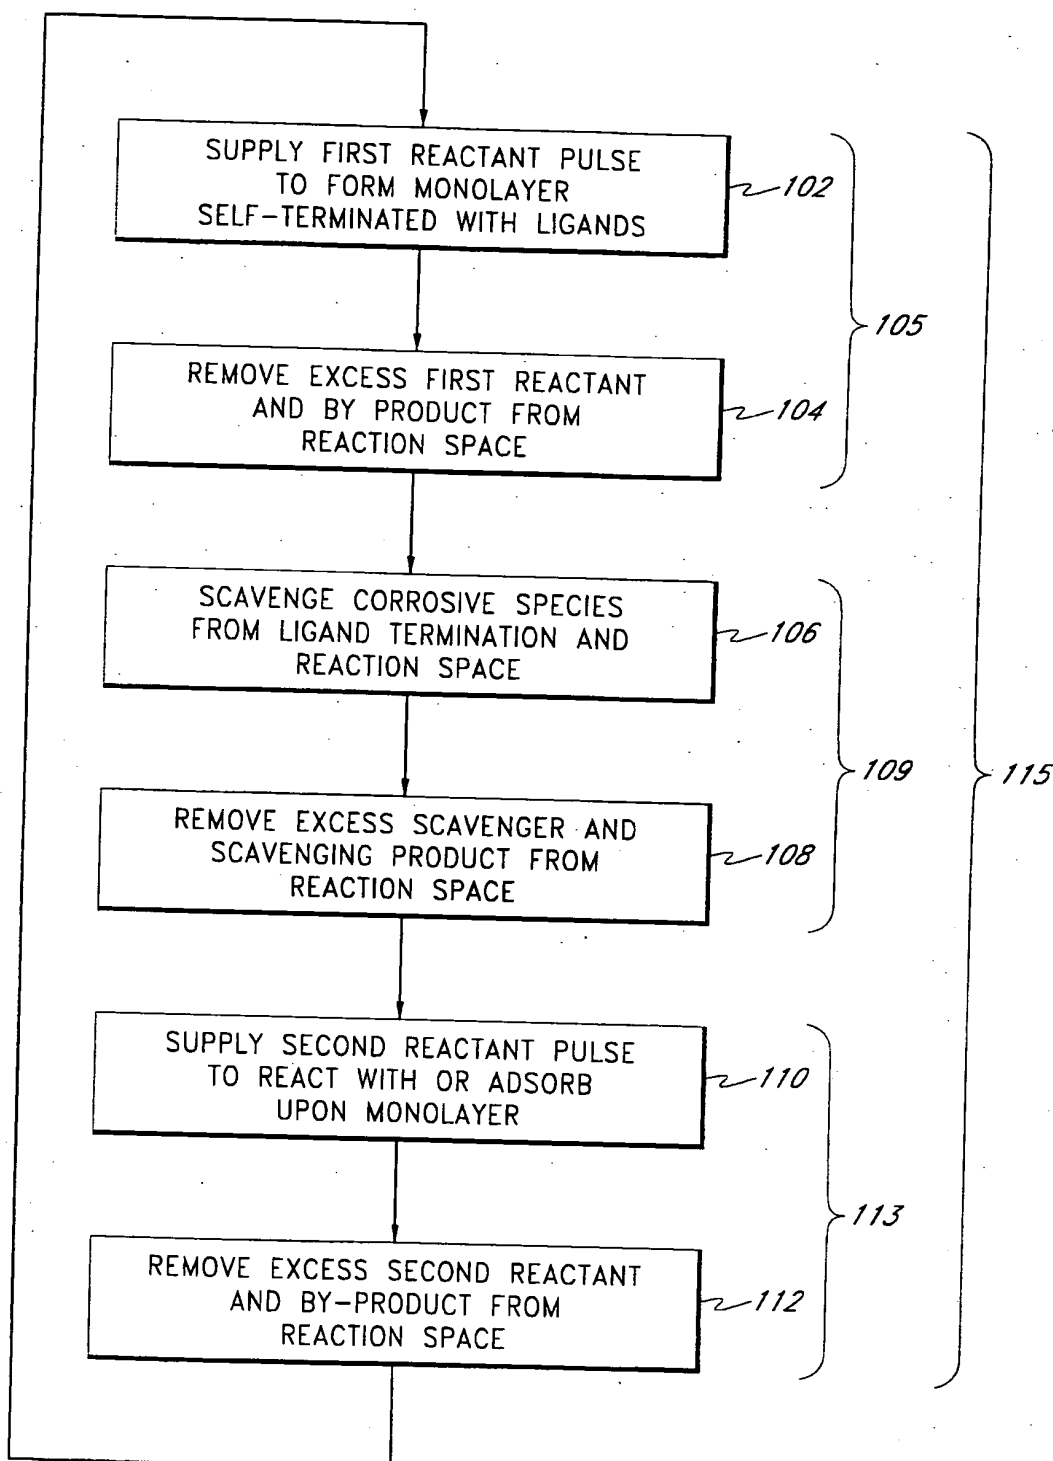 SUPPLY FIRST REACTANT PULSE
TO FORM MONOLAYER
SELF-TERMINATED WITH LIGANDS
102
105
REMOVE EXCESS FIRST REACTANT
AND BY PRODUCT FROM
REACTION SPACE
104
SCAVENGE CORROSIVE SPECIES
FROM LIGAND TERMINATION AND
REACTION SPACE
106
109
115
REMOVE EXCESS SCAVENGER AND
SCAVENGING PRODUCT FROM
REACTION SPACE
108
SUPPLY SECOND REACTANT PULSE
TO REACT WITH OR ADSORB
UPON MONOLAYER
110
113
REMOVE EXCESS SECOND REACTANT
AND BY-PRODUCT FROM
REACTION SPACE
112